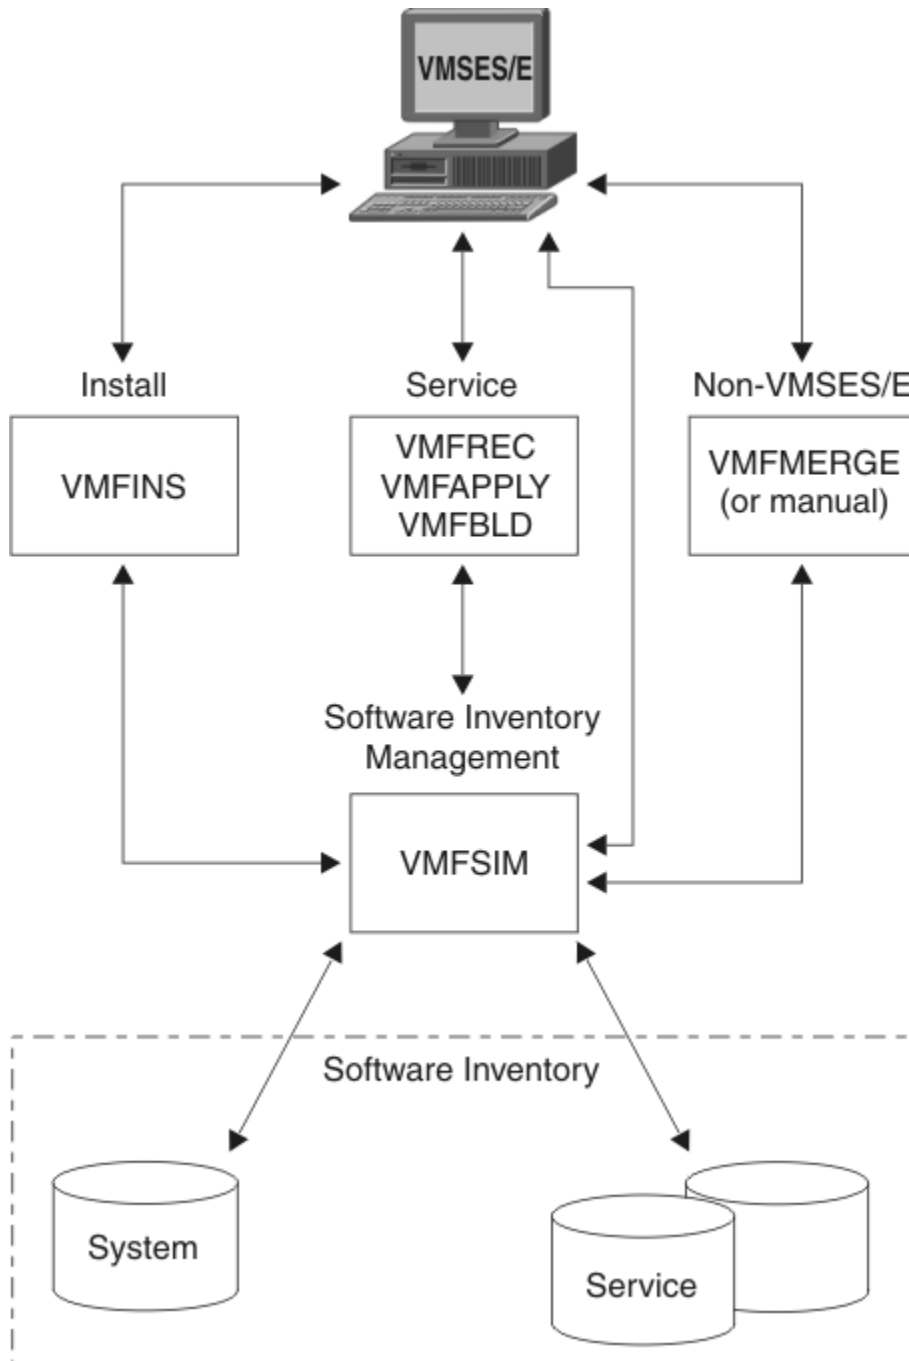 VMSES/E
Install
Service
Non-VMSES/E
VMFINS
VMFREC
VMFAPPLY
VMFBLD
VMFMERGE
(or manual)
Software Inventory
Management
VMFSIM
Software Inventory
System
Service